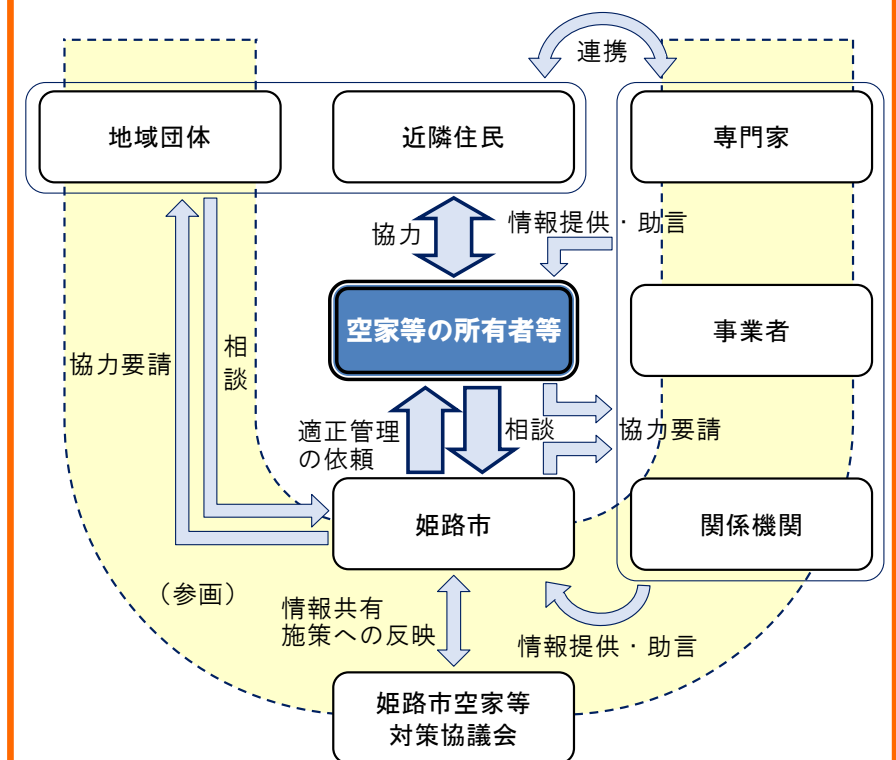 連携
地域団体
近隣住民
専門家
協力
情報提供・助言
空家等の所有者等
事業者
協力要請
相談
適正管理
の依頼
相談
協力要請
姫路市
関係機関
（参画）
情報共有
施策への反映
情報提供・助言
姫路市空家等
対策協議会